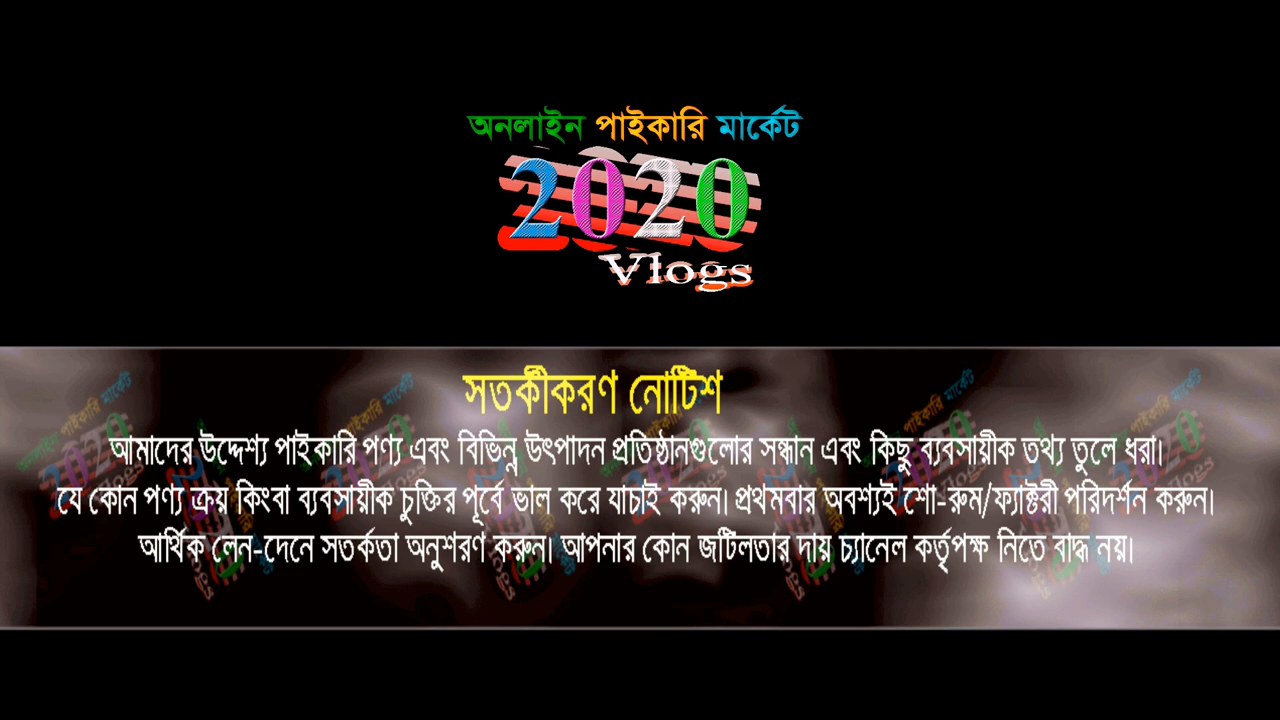 অনলাইন পাইকারি মার্কেট
2020
Vlogs
সতর্কীকরণ নোটিশ
আমাদের উদ্দেশ্য পাইকারি পণ্য এবং বিভিন্ন উৎপাদন প্রতিষ্ঠানগুলোর সন্ধান এবং কিছু ব্যবসায়ীক তথ্য তুলে ধরা।
যে কোন পণ্য ক্রয় কিংবা ব্যবসায়ীক চুক্তির পূর্বে ভাল করে যাচাই করুন। প্রথমবার অবশ্যই শো-রুম/ফ্যাক্টরী পরিদর্শন করুন।
আর্থিক লেন-দেনে সতর্কতা অনুশরণ করুন। আপনার কোন জটিলতার দায় চ্যানেল কর্তৃপক্ষ নিতে বাদ্ধ নয়।